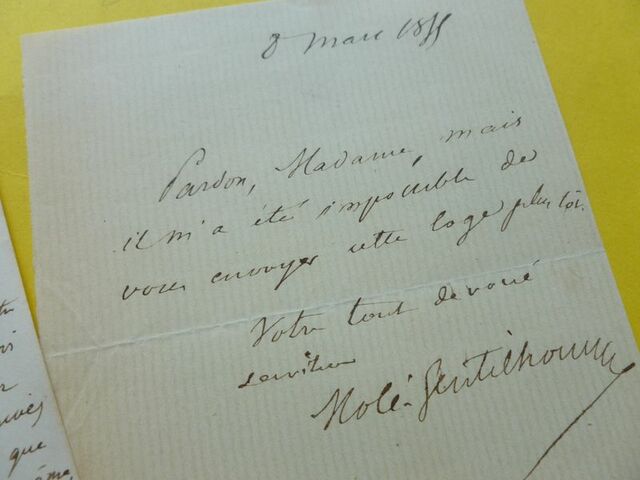 8 mars 1855
Pardon, Madame, mais
il m'a été impossible de
vous envoyer cette loge plus tôt.
Votre tout dévoué
serviteur
Molé-Gentilhomme
que